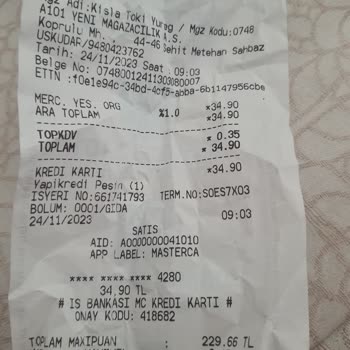 Mgz Adi:Kisla Toki Yurdg / Mgz Kodu:0748
A101 YENI MAGAZACILIK A.S.
Koprulu Mh. 44-46 Sehit Metehan Sahbaz
USKUDAR/9480423762
Tarih: 24/11/2023 Saat : 09:03
Belge No: 07480012411303080007
ETTN :f0e1e94c-34bd-4cf5-abba-6b1147956cbe
MERC. YES. ORG %1.0 *34.90
ARA TOPLAM *34.90
TOPKDV * 0.35
TOPLAM * 34.90
KREDI KARTI *34.90
Yapikredi Pesin (1)
ISYERI NO:661741793 TERM.NO:SOES7X03
BOLUM: 0001/GIDA
24/11/2023 09:03
SATIS
AID: A0000000041010
APP LABEL: MASTERCA
**** **** **** 4280
34,90 TL
# IS BANKASI MC KREDI KARTI #
ONAY KODU: 418682
TOPLAM MAXIPUAN : 229.66 TL